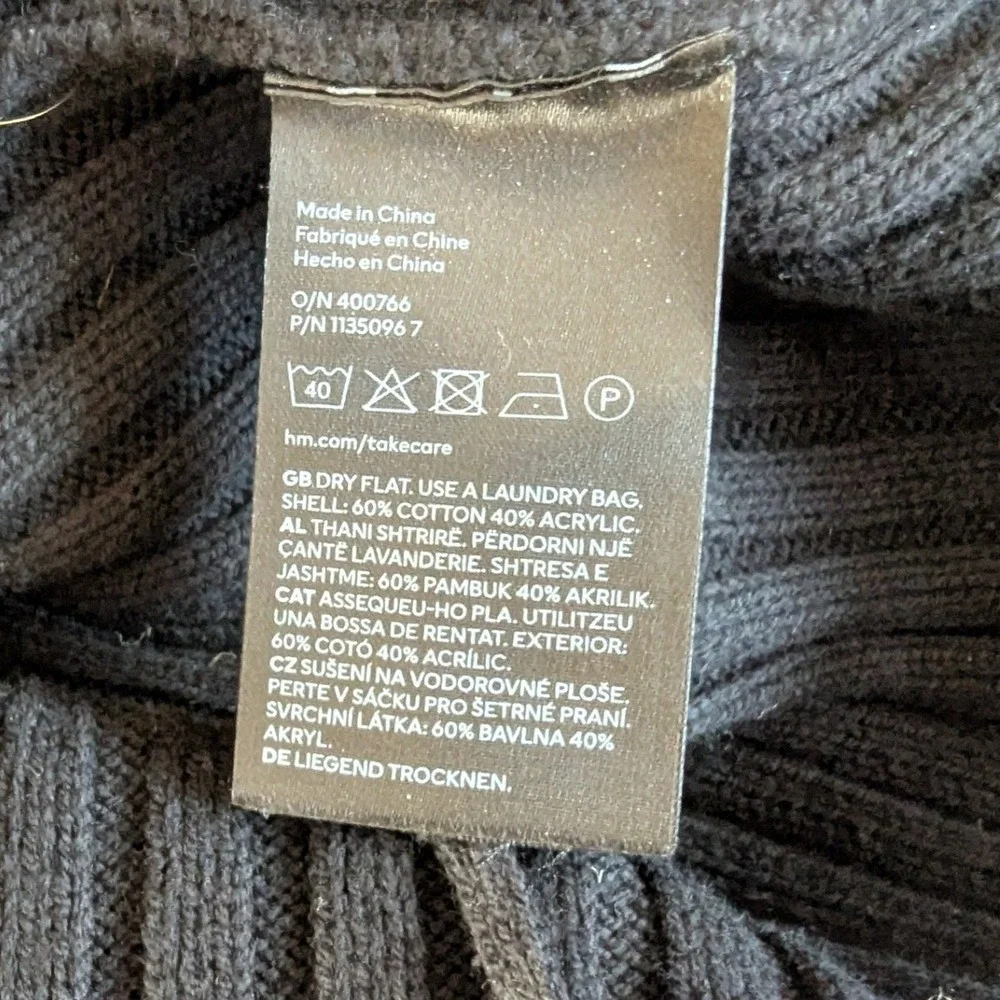 Made in China
Fabriqué en Chine
Hecho en China
O/N 400766
P/N 1135096 7
40
P
hm.com/takecare
GB DRY FLAT. USE A LAUNDRY BAG.
SHELL: 60% COTTON 40% ACRYLIC.
AL THANI SHTRIRË. PËRDORNI NJË
ÇANTË LAVANDERIE. SHTRESA E
JASHTME: 60% PAMBUK 40% AKRILIK.
CAT ASSEQUEU-HO PLA. UTILITZEU
UNA BOSSA DE RENTAT. EXTERIOR:
60% COTÓ 40% ACRÍLIC.
CZ SUŠENÍ NA VODOROVNÉ PLOŠE.
PERTE V SÁČKU PRO ŠETRNÉ PRANÍ.
SVRCHNÍ LÁTKA: 60% BAVLNA 40%
AKRYL.
DE LIEGEND TROCKNEN.